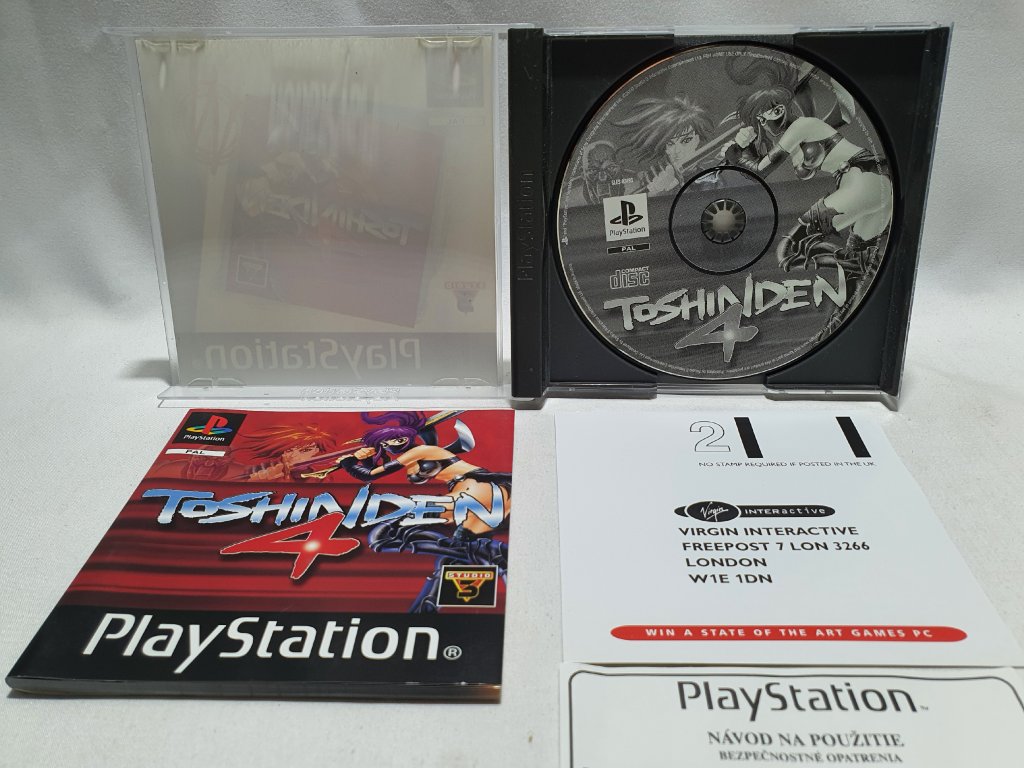 PlayStation
PlayStation
PlayStation
PAL
COMPACT
disc
TOSHINDEN
4
PlayStation
PAL
TOSHINDEN
4
STUDIO
3
PlayStation®
2
NO STAMP REQUIRED IF POSTED IN THE UK
Virgin INTERactive
VIRGIN INTERACTIVE
FREEPOST 7 LON 3266
LONDON
W1E 1DN
WIN A STATE OF THE ART GAMES PC
PlayStation™
NÁVOD NA POUŽITIE
BEZPEČNOSTNÉ OPATRENIA